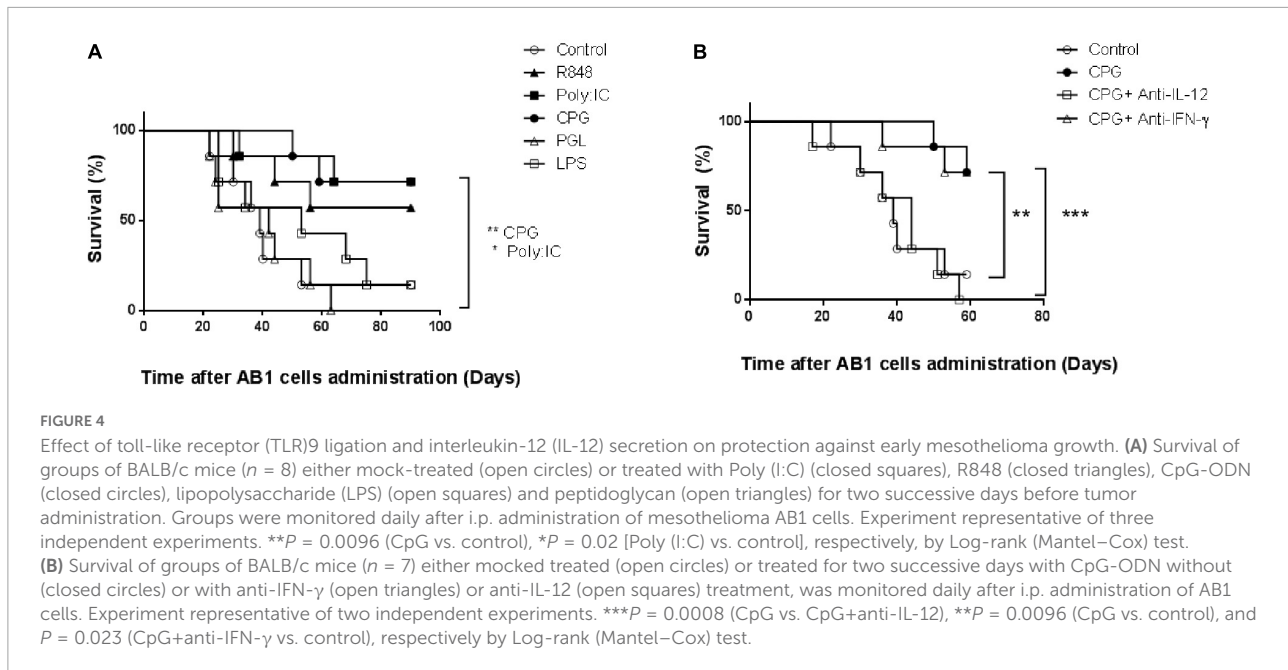 A
Control
R848
Poly:IC
CPG
PGL
LPS
Survival (%)
100
50
0
0 20 40 60 80 100
** CPG
* Poly:IC
Time after AB1 cells administration (Days)
B
Control
CPG
CPG+ Anti-IL-12
CPG+ Anti-IFN-γ
Survival (%)
100
50
0
0 20 40 60 80
** ***
Time after AB1 cells administration (Days)
FIGURE 4
Effect of toll-like receptor (TLR)9 ligation and interleukin-12 (IL-12) secretion on protection against early mesothelioma growth. (A) Survival of
groups of BALB/c mice (n = 8) either mock-treated (open circles) or treated with Poly (I:C) (closed squares), R848 (closed triangles), CpG-ODN
(closed circles), lipopolysaccharide (LPS) (open squares) and peptidoglycan (open triangles) for two successive days before tumor
administration. Groups were monitored daily after i.p. administration of mesothelioma AB1 cells. Experiment representative of three
independent experiments. **P = 0.0096 (CpG vs. control), *P = 0.02 [Poly (I:C) vs. control], respectively, by Log-rank (Mantel–Cox) test.
(B) Survival of groups of BALB/c mice (n = 7) either mocked treated (open circles) or treated for two successive days with CpG-ODN without
(closed circles) or with anti-IFN-γ (open triangles) or anti-IL-12 (open squares) treatment, was monitored daily after i.p. administration of AB1
cells. Experiment representative of two independent experiments. ***P = 0.0008 (CpG vs. CpG+anti-IL-12), **P = 0.0096 (CpG vs. control), and
P = 0.023 (CpG+anti-IFN-γ vs. control), respectively by Log-rank (Mantel–Cox) test.